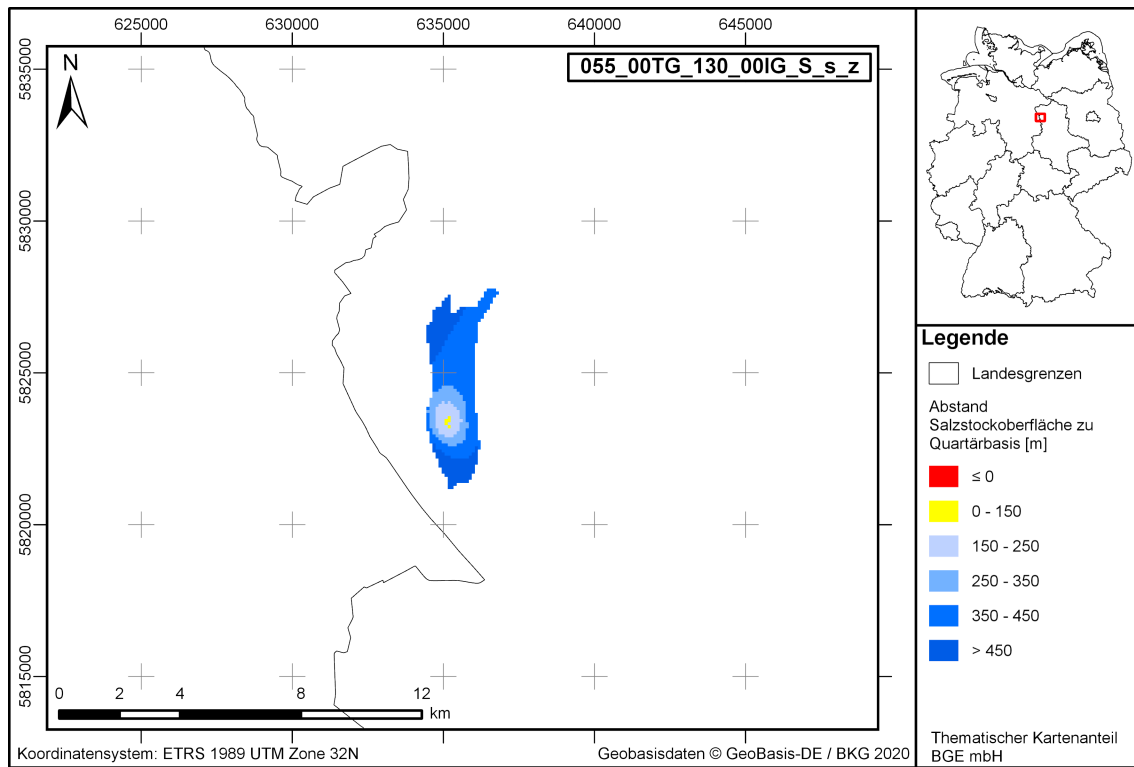 625000 630000 635000 640000 645000
055_00TG_130_00IG_S_s_z
N
5835000
5830000
5825000
5820000
5815000
0 2 4 8 12
km
Koordinatensystem: ETRS 1989 UTM Zone 32N
Geobasisdaten © GeoBasis-DE / BKG 2020
Legende
Landesgrenzen
Abstand
Salzstockoberfläche zu
Quartärbasis [m]
≤ 0
0 - 150
150 - 250
250 - 350
350 - 450
> 450
Thematischer Kartenanteil
BGE mbH